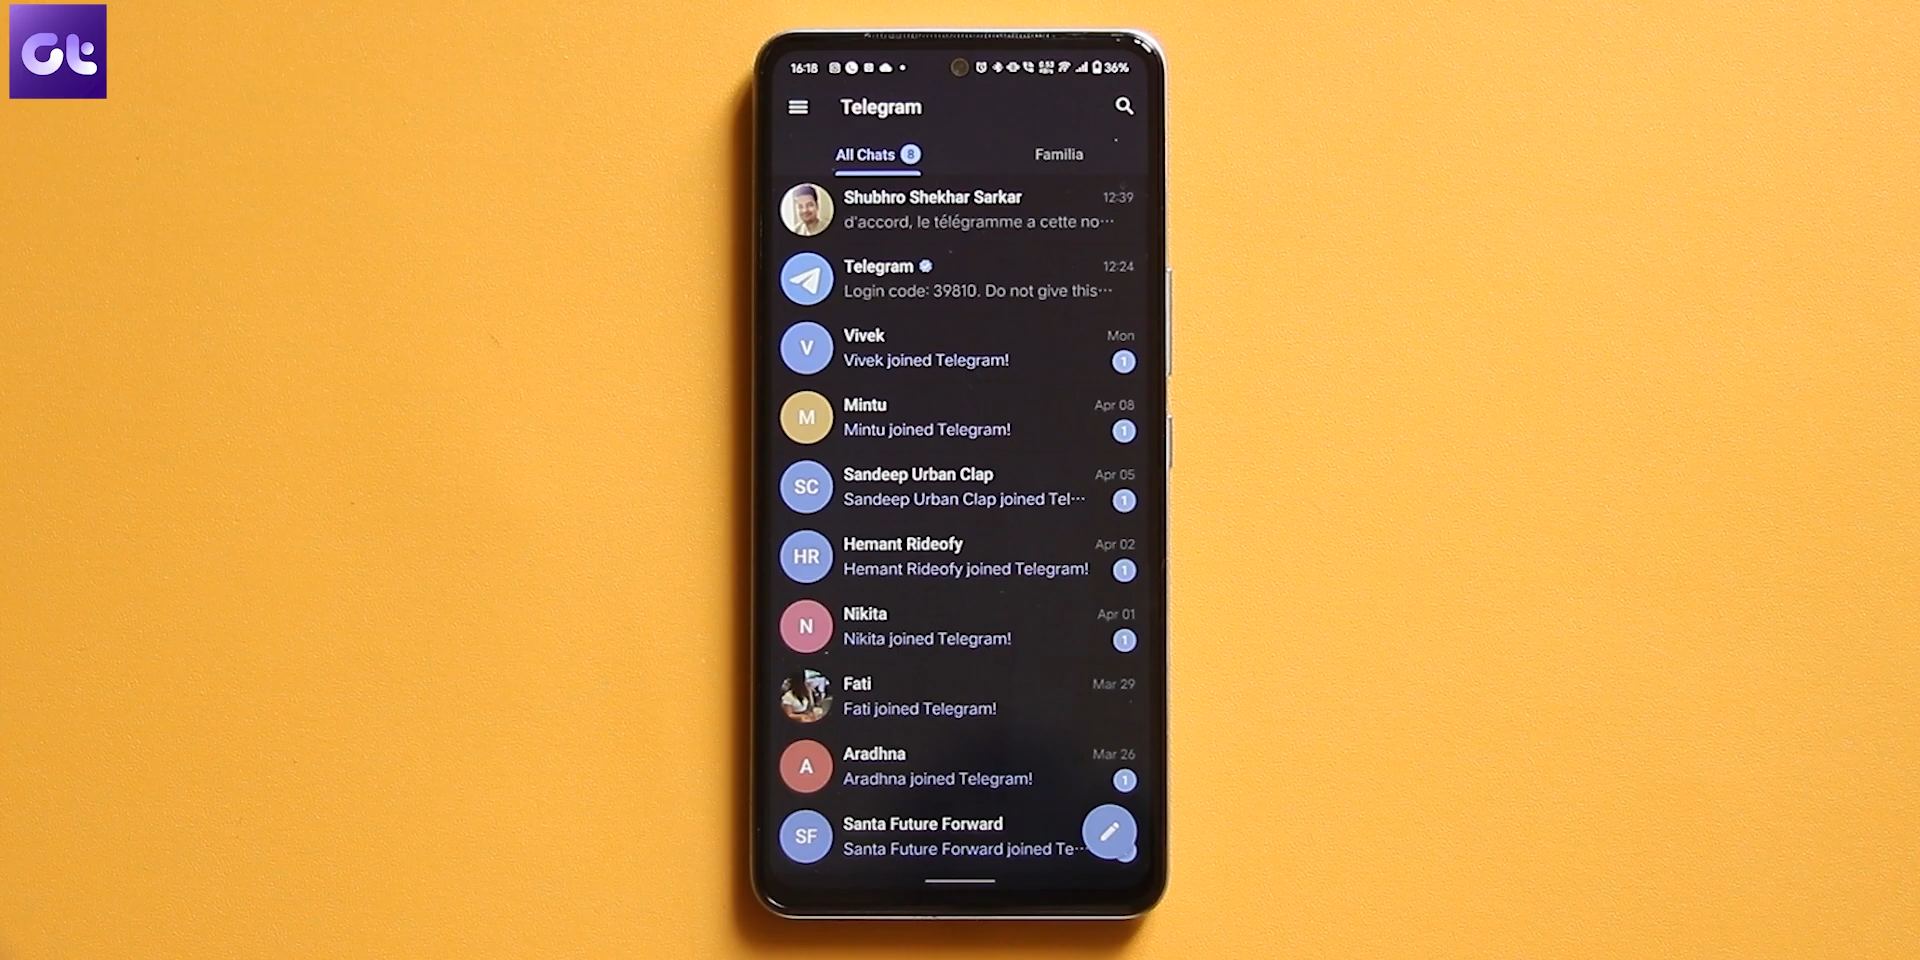 Gt
16:18 36%
Telegram
All Chats 8 Familia
Shubhro Shekhar Sarkar 12:39
d'accord, le télégramme a cette no···
Telegram 12:24
Login code: 39810. Do not give this···
V Vivek Mon
Vivek joined Telegram! 1
M Mintu Apr 08
Mintu joined Telegram! 1
SC Sandeep Urban Clap Apr 05
Sandeep Urban Clap joined Tel··· 1
HR Hemant Rideofy Apr 02
Hemant Rideofy joined Telegram! 1
N Nikita Apr 01
Nikita joined Telegram! 1
Fati Mar 29
Fati joined Telegram!
A Aradhna Mar 26
Aradhna joined Telegram! 1
SF Santa Future Forward
Santa Future Forward joined Te···